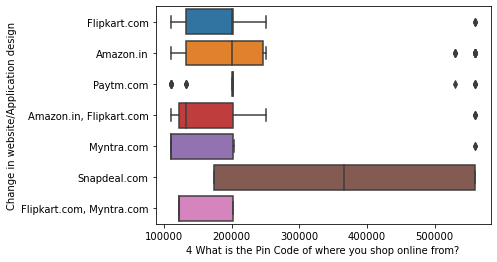 Change in website/Application design
Flipkart.com
Amazon.in
Paytm.com
Amazon.in, Flipkart.com
Myntra.com
Snapdeal.com
Flipkart.com, Myntra.com
100000 200000 300000 400000 500000
4 What is the Pin Code of where you shop online from?